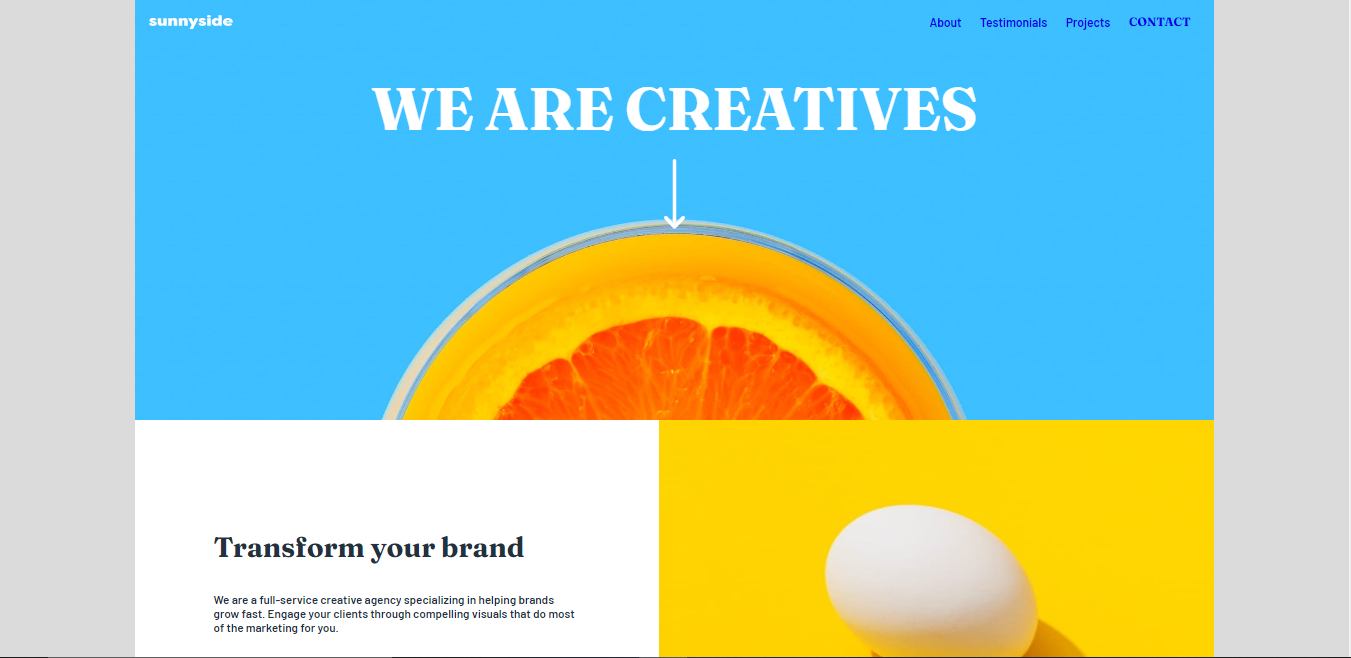 sunnyside
About Testimonials Projects CONTACT
WE ARE CREATIVES
Transform your brand
We are a full-service creative agency specializing in helping brands
grow fast. Engage your clients through compelling visuals that do most
of the marketing for you.